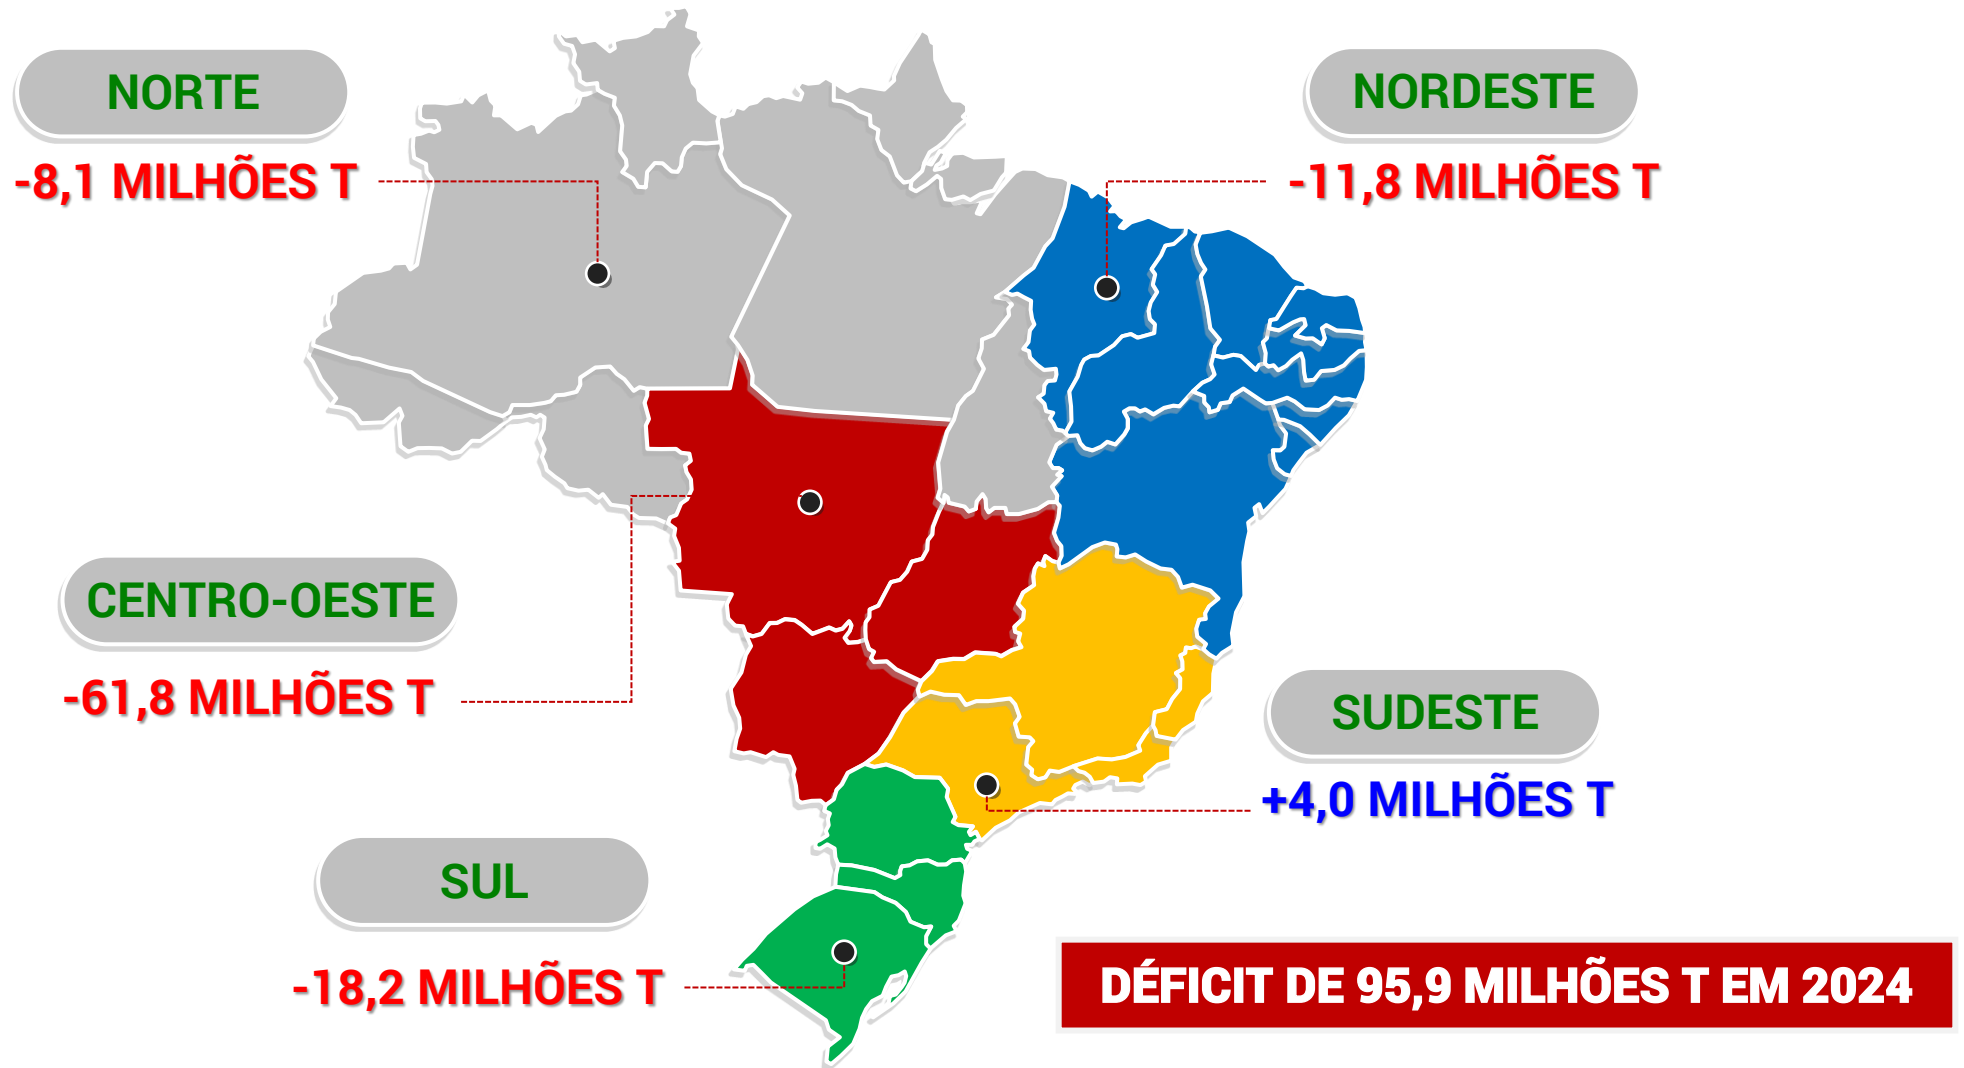 NORTE
-8,1 MILHÕES T
NORDESTE
-11,8 MILHÕES T
CENTRO-OESTE
-61,8 MILHÕES T
SUDESTE
+4,0 MILHÕES T
SUL
-18,2 MILHÕES T
DÉFICIT DE 95,9 MILHÕES T EM 2024